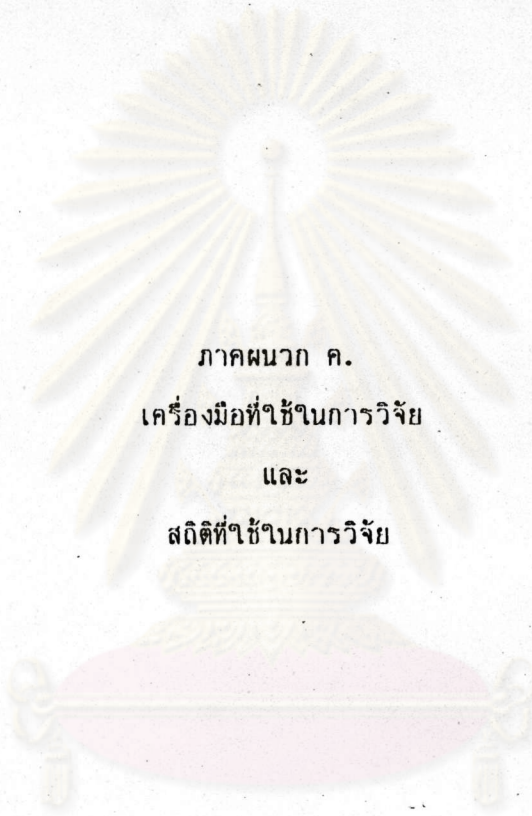 ภาคผนวก ค.
เครื่องมือที่ใช้ในการวิจัย
และ
สถิติที่ใช้ในการวิจัย